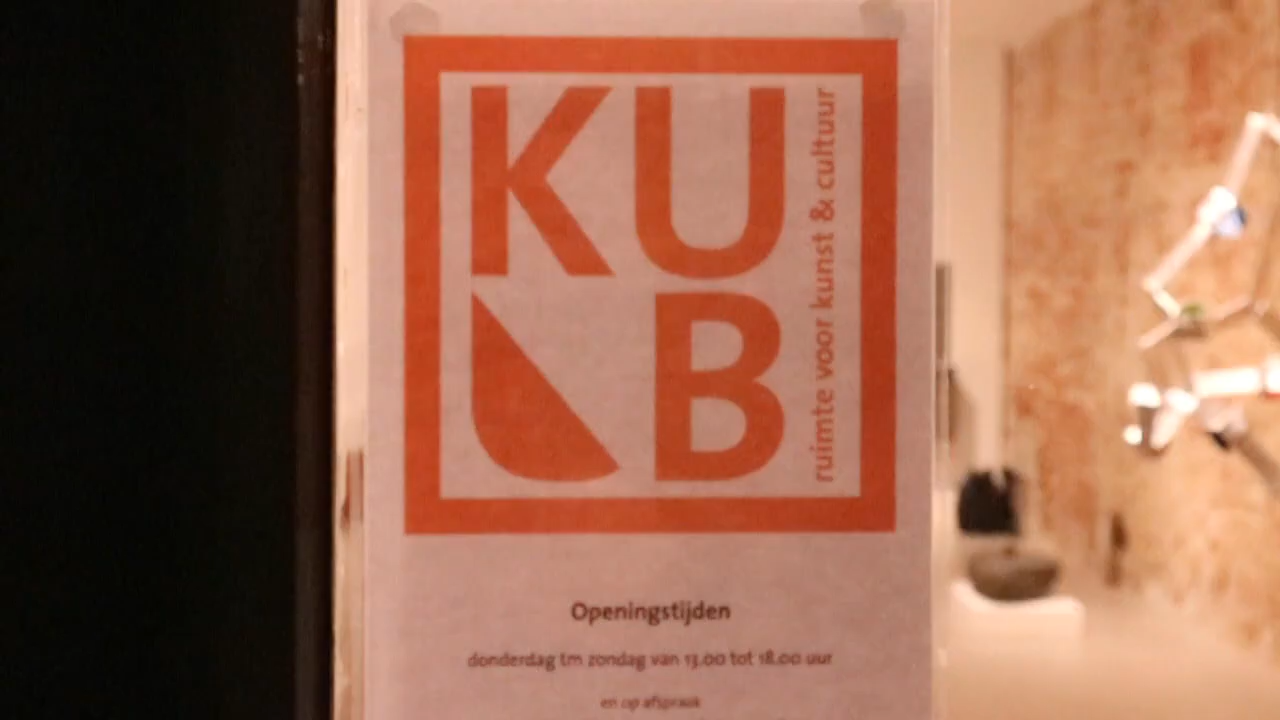 KU
B
ruimte voor kunst & cultuur
Openingstijden
donderdag tm zondag van 13.00 tot 18.00 uur
en op afspraak